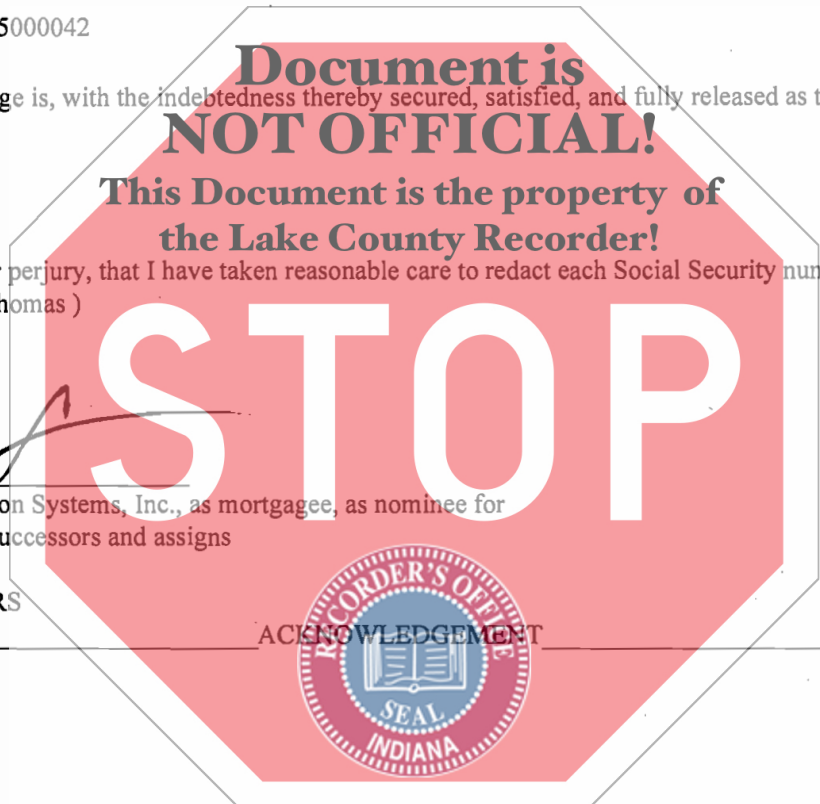 5000042
Document is
ge is, with the indebtedness thereby secured, satisfied, and fully released as t
NOT OFFICIAL!
This Document is the property of
the Lake County Recorder!
perjury, that I have taken reasonable care to redact each Social Security num
homas )
STOP
on Systems, Inc., as mortgagee, as nominee for
uccessors and assigns
RECORDER'S OFFICE
RS
ACKNOWLEDGEMENT
SEAL
INDIANA